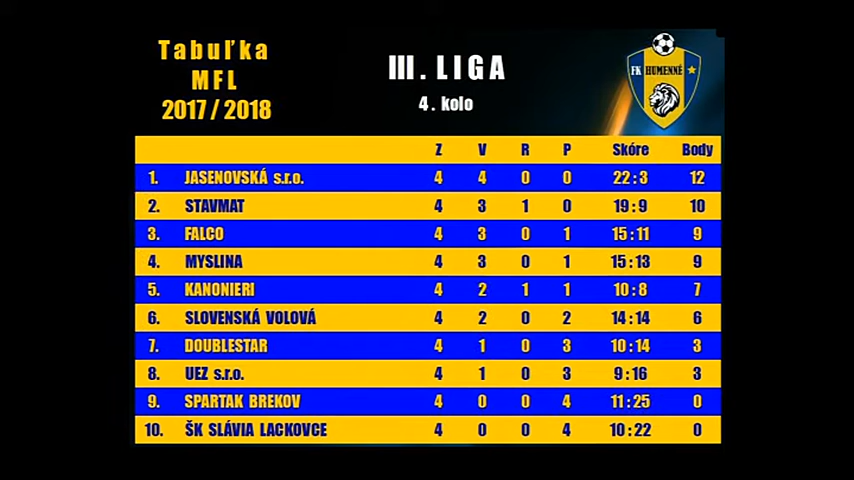 Tabuľka
MFL
2017/2018
III. LIGA
4. kolo
FK HUMENNÉ
Z V R P Skóre Body
1. JASENOVSKÁ s.r.o. 4 4 0 0 22:3 12
2. STAVMAT 4 3 1 0 19:9 10
3. FALCO 4 3 0 1 15:11 9
4. MYSLINA 4 3 0 1 15:13 9
5. KANONIERI 4 2 1 1 10:8 7
6. SLOVENSKÁ VOLOVÁ 4 2 0 2 14:14 6
7. DOUBLESTAR 4 1 0 3 10:14 3
8. UEZ s.r.o. 4 1 0 3 9:16 3
9. SPARTAK BREKOV 4 0 0 4 11:25 0
10. ŠK SLÁVIA LACKOVCE 4 0 0 4 10:22 0